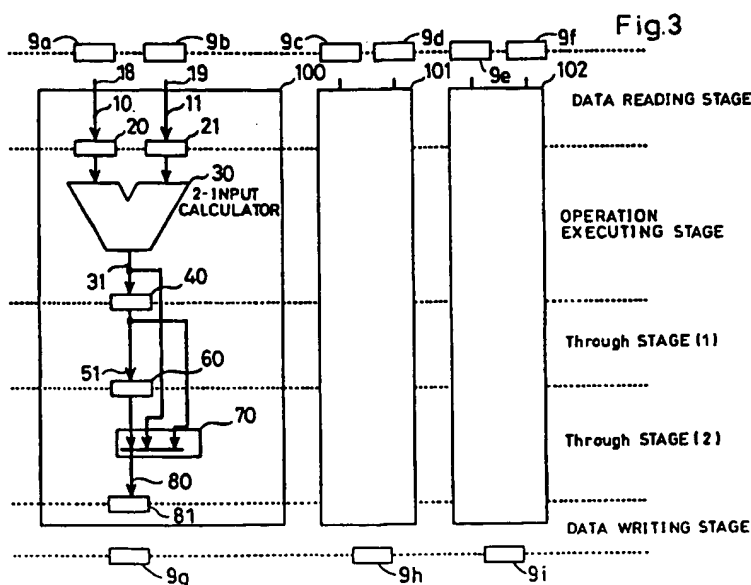 Fig.3
9a 9b 9c 9d 9e 9f
18 19 100 101 102
10 11
DATA READING STAGE
20 21
30
2-INPUT
CALCULATOR
OPERATION
EXECUTING STAGE
31 40
Through STAGE (1)
51 60
70
Through STAGE (2)
80
81
DATA WRITING STAGE
9g 9h 9i